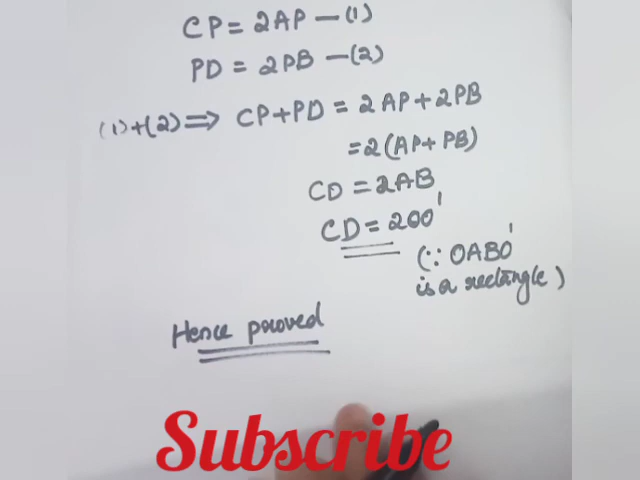 CP = 2AP — (1)
PD = 2PB — (2)
(1)+(2) ⇒ CP+PD = 2AP+2PB
= 2(AP+ PB)
CD = 2AB
CD = 2OO'
(∵ OABO'
is a rectangle)
Hence proved
Subscribe